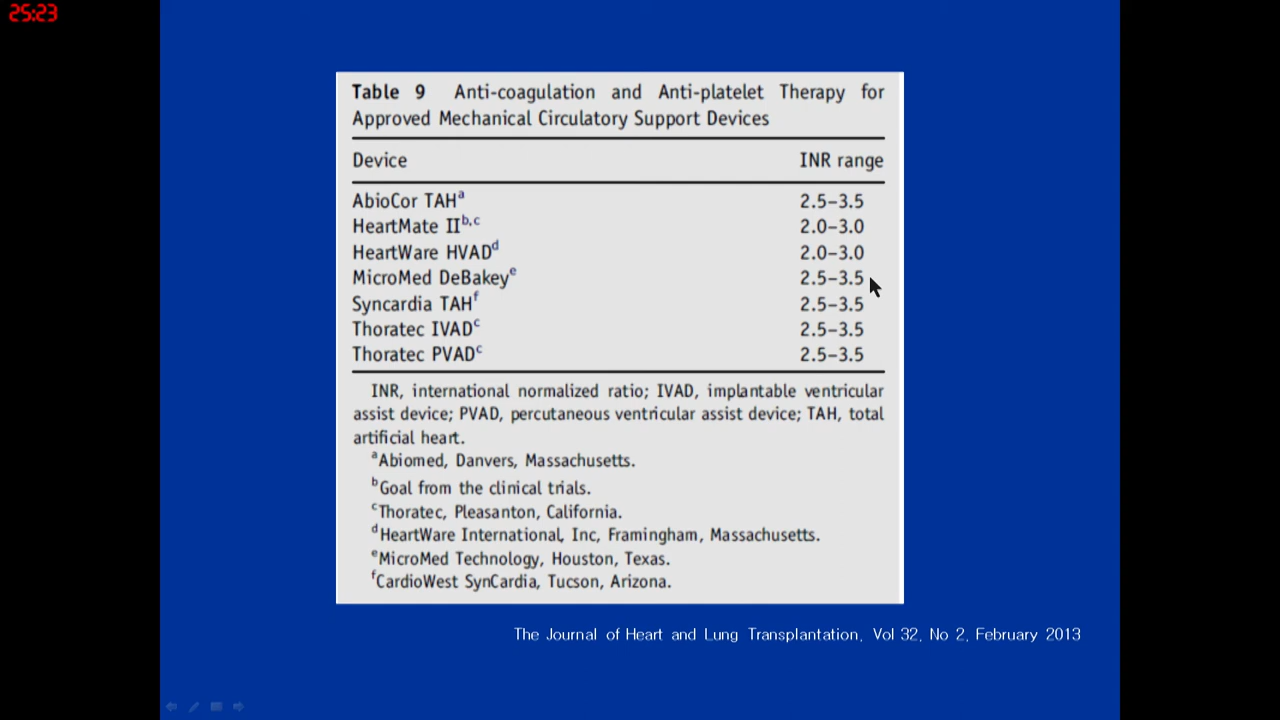 25:23
Table 9 Anti-coagulation and Anti-platelet Therapy for
Approved Mechanical Circulatory Support Devices
Device INR range
AbioCor TAHa 2.5–3.5
HeartMate IIb,c 2.0–3.0
HeartWare HVADd 2.0–3.0
MicroMed DeBakeye 2.5–3.5
Syncardia TAHf 2.5–3.5
Thoratec IVADc 2.5–3.5
Thoratec PVADc 2.5–3.5
INR, international normalized ratio; IVAD, implantable ventricular
assist device; PVAD, percutaneous ventricular assist device; TAH, total
artificial heart.
aAbiomed, Danvers, Massachusetts.
bGoal from the clinical trials.
cThoratec, Pleasanton, California.
dHeartWare International, Inc, Framingham, Massachusetts.
eMicroMed Technology, Houston, Texas.
fCardioWest SynCardia, Tucson, Arizona.
The Journal of Heart and Lung Transplantation, Vol 32, No 2, February 2013